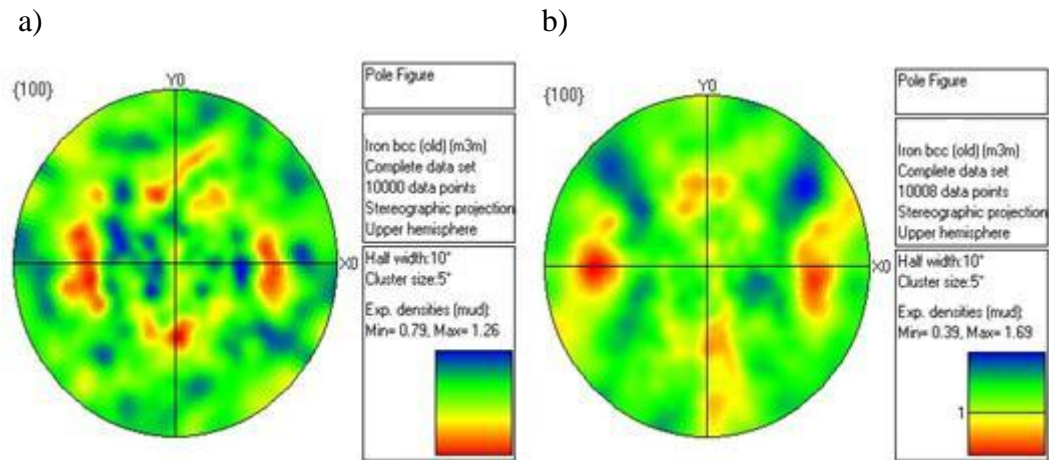 a)
{100}
Y0
X0
Pole Figure
Iron bcc (old) (m3m)
Complete data set
10000 data points
Stereographic projection
Upper hemisphere
Half width:10°
Cluster size:5°
Exp. densities (mud):
Min= 0.79, Max= 1.26
b)
{100}
Y0
X0
Pole Figure
Iron bcc (old) (m3m)
Complete data set
10008 data points
Stereographic projection
Upper hemisphere
Half width:10°
Cluster size:5°
Exp. densities (mud):
Min= 0.39, Max= 1.69
1